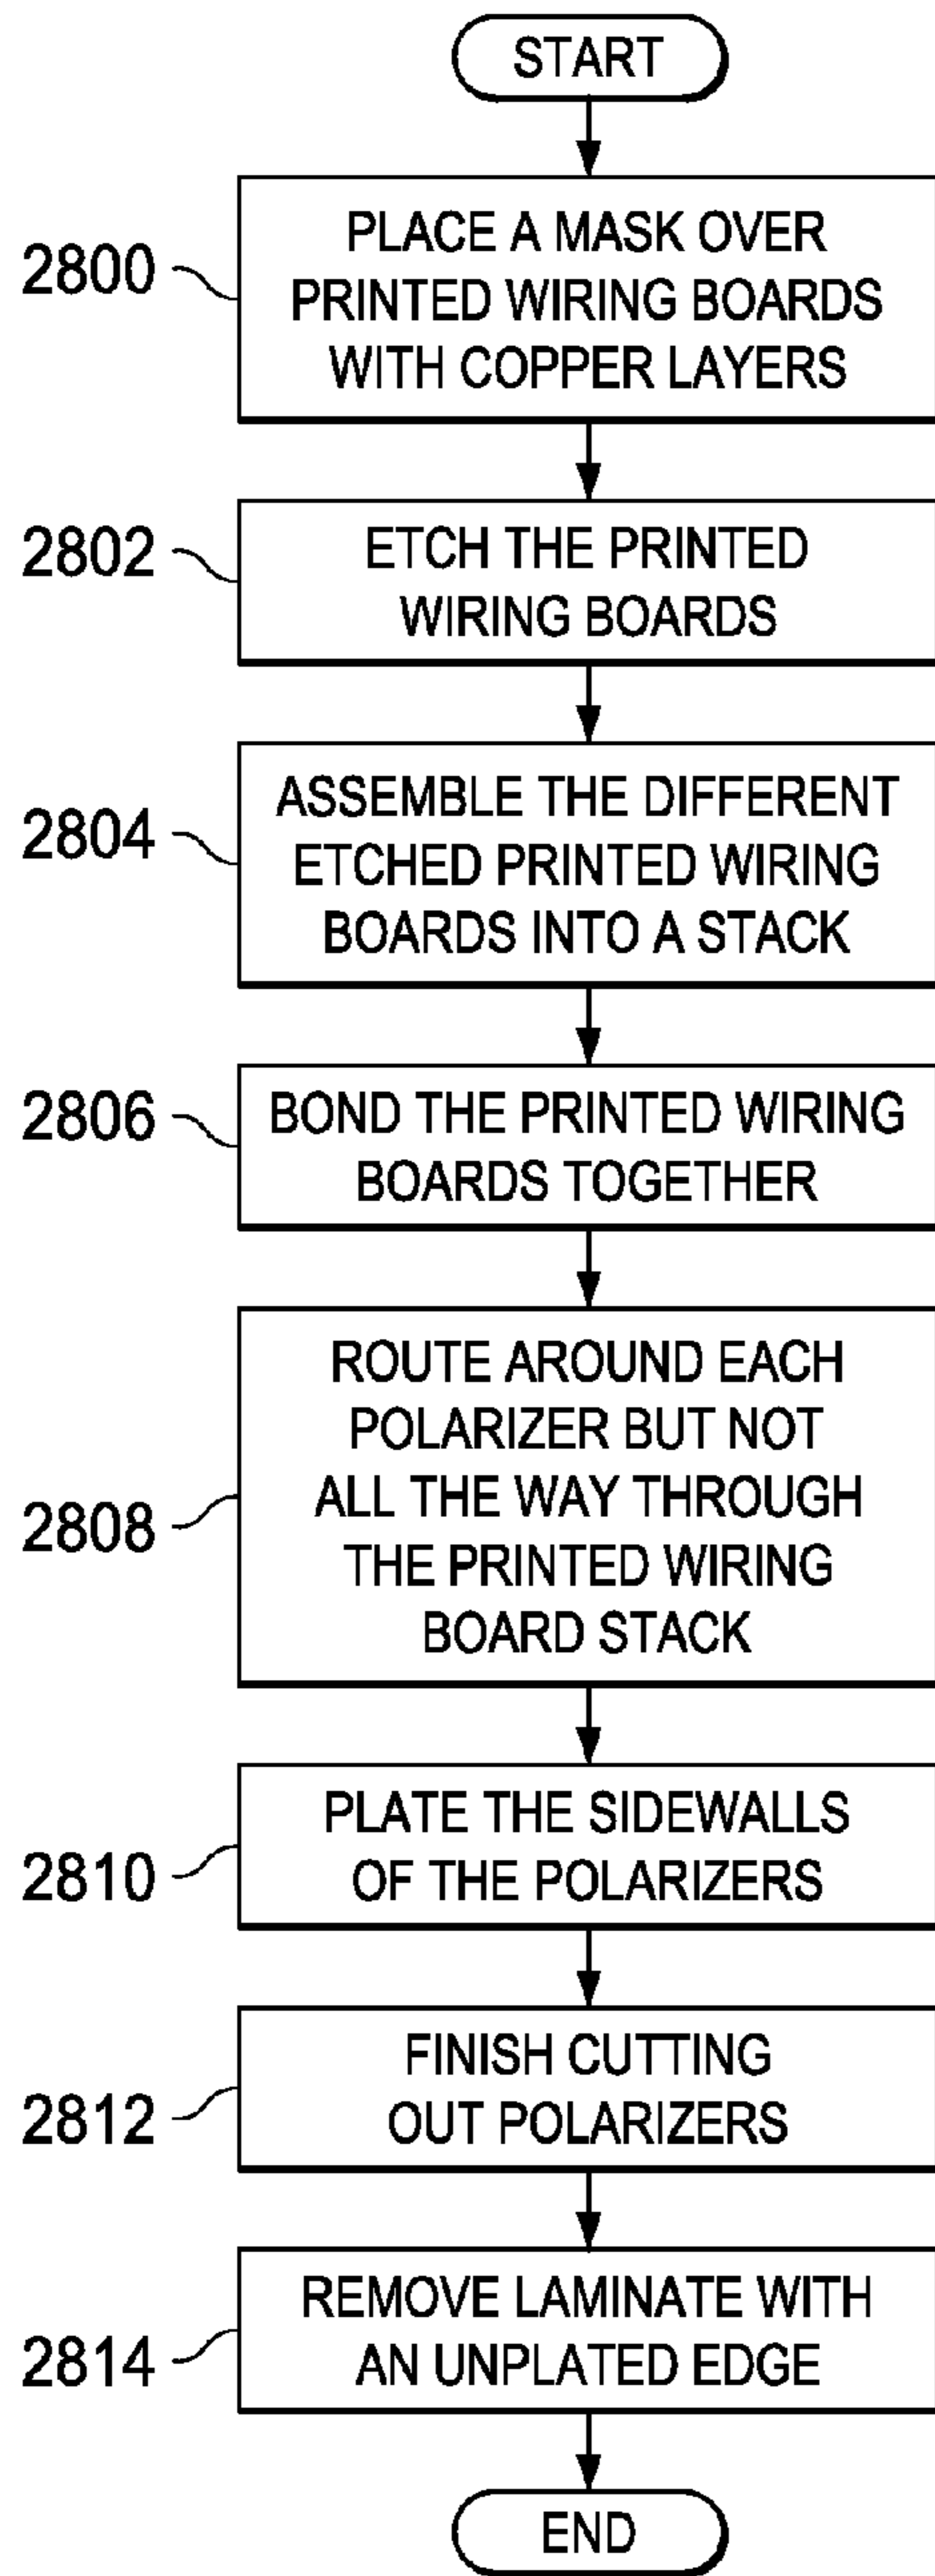 START
2800
PLACE A MASK OVER
PRINTED WIRING BOARDS
WITH COPPER LAYERS
2802
ETCH THE PRINTED
WIRING BOARDS
2804
ASSEMBLE THE DIFFERENT
ETCHED PRINTED WIRING
BOARDS INTO A STACK
2806
BOND THE PRINTED WIRING
BOARDS TOGETHER
2808
ROUTE AROUND EACH
POLARIZER BUT NOT
ALL THE WAY THROUGH
THE PRINTED WIRING
BOARD STACK
2810
PLATE THE SIDEWALLS
OF THE POLARIZERS
2812
FINISH CUTTING
OUT POLARIZERS
2814
REMOVE LAMINATE WITH
AN UNPLATED EDGE
END